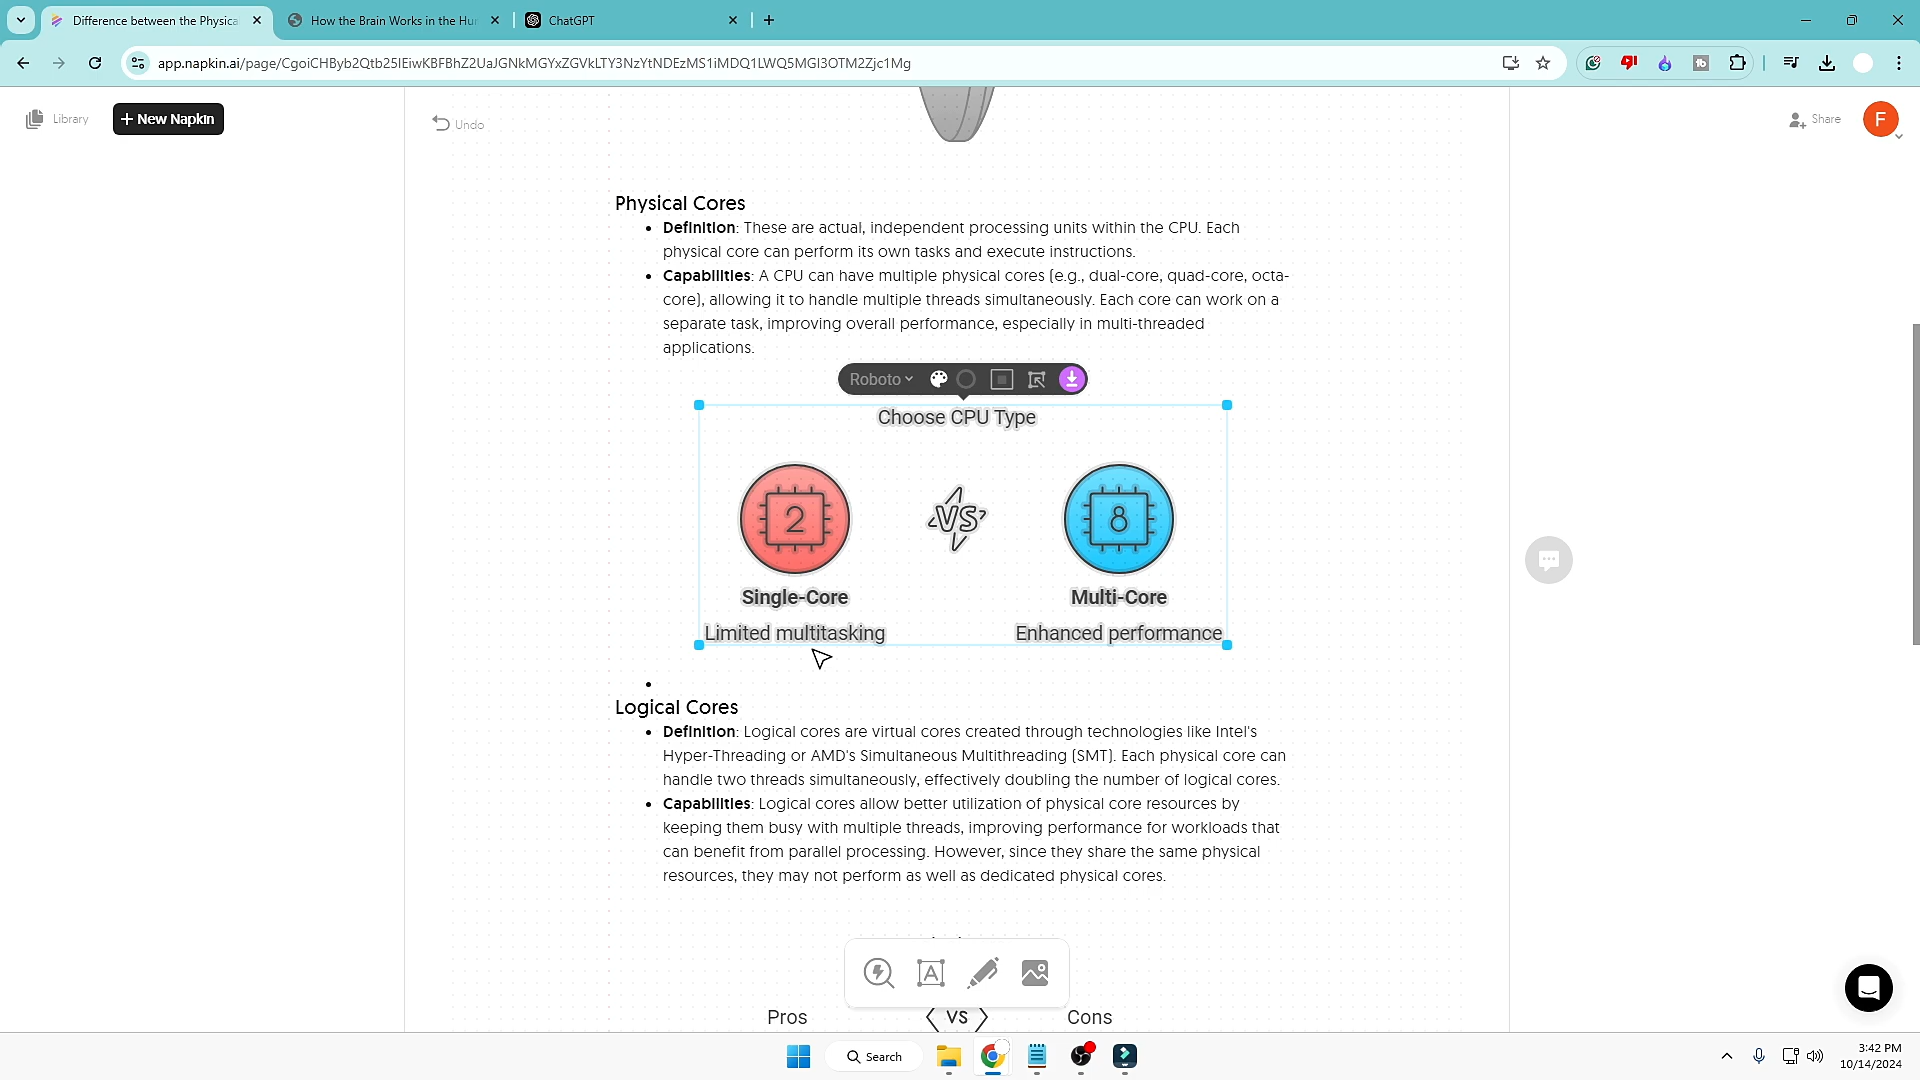 Difference between the Physica
How the Brain Works in the Hu
ChatGPT
app.napkin.ai/page/CgoiCHByb2Qtb25lEiwKBFBhZ2UaJGNkMGYxZGVkLTY3NzYtNDEzMS1iMDQ1LWQ5MGI3OTM2Zjc1Mg
Library
+ New Napkin
Undo
Share
F
Physical Cores
• Definition: These are actual, independent processing units within the CPU. Each
physical core can perform its own tasks and execute instructions.
• Capabilities: A CPU can have multiple physical cores (e.g., dual-core, quad-core, octa-
core), allowing it to handle multiple threads simultaneously. Each core can work on a
separate task, improving overall performance, especially in multi-threaded
applications.
Roboto
Choose CPU Type
2
VS
8
Single-Core
Multi-Core
Limited multitasking
Enhanced performance
•
Logical Cores
• Definition: Logical cores are virtual cores created through technologies like Intel's
Hyper-Threading or AMD's Simultaneous Multithreading (SMT). Each physical core can
handle two threads simultaneously, effectively doubling the number of logical cores.
• Capabilities: Logical cores allow better utilization of physical core resources by
keeping them busy with multiple threads, improving performance for workloads that
can benefit from parallel processing. However, since they share the same physical
resources, they may not perform as well as dedicated physical cores.
A
Pros
VS
Cons
Search
3:42 PM
10/14/2024